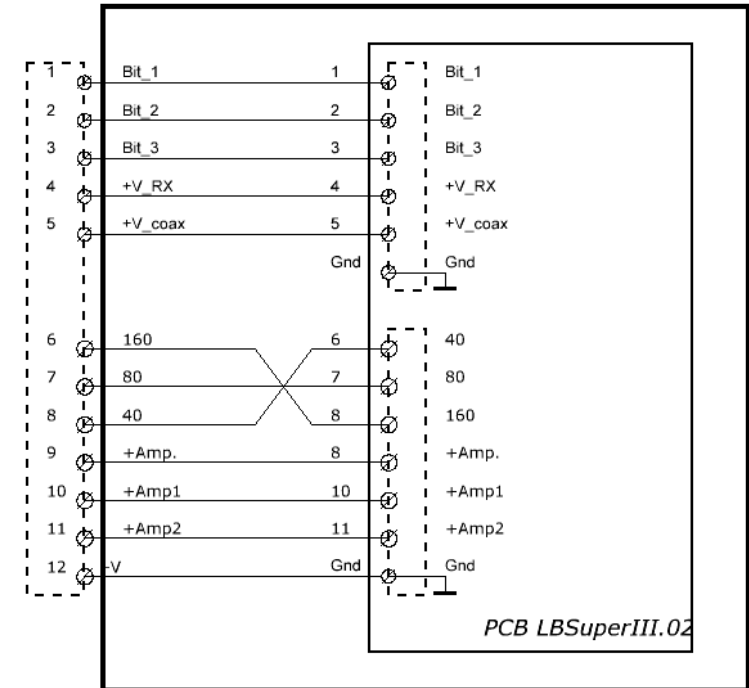 1 Bit_1 1 Bit_1
2 Bit_2 2 Bit_2
3 Bit_3 3 Bit_3
4 +V_RX 4 +V_RX
5 +V_coax 5 +V_coax
Gnd Gnd
6 160 6 40
7 80 7 80
8 40 8 160
9 +Amp. 8 +Amp.
10 +Amp1 10 +Amp1
11 +Amp2 11 +Amp2
12 -V Gnd Gnd
PCB LBSuperIII.02